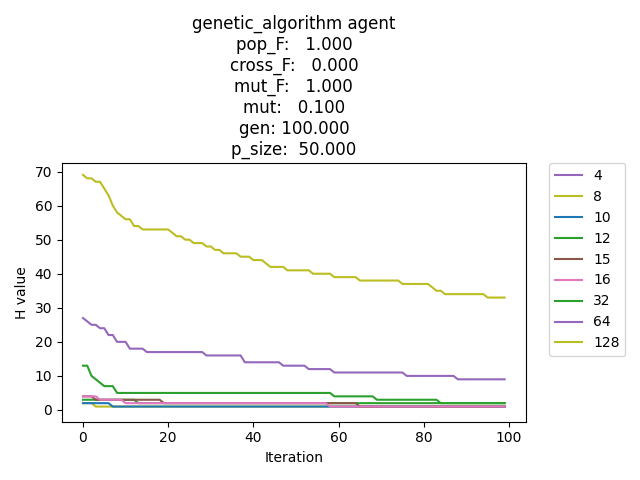 genetic_algorithm agent
pop_F: 1.000
cross_F: 0.000
mut_F: 1.000
mut: 0.100
gen: 100.000
p_size: 50.000
70
60
50
40
30
20
10
0
H value
0 20 40 60 80 100
Iteration
4
8
10
12
15
16
32
64
128